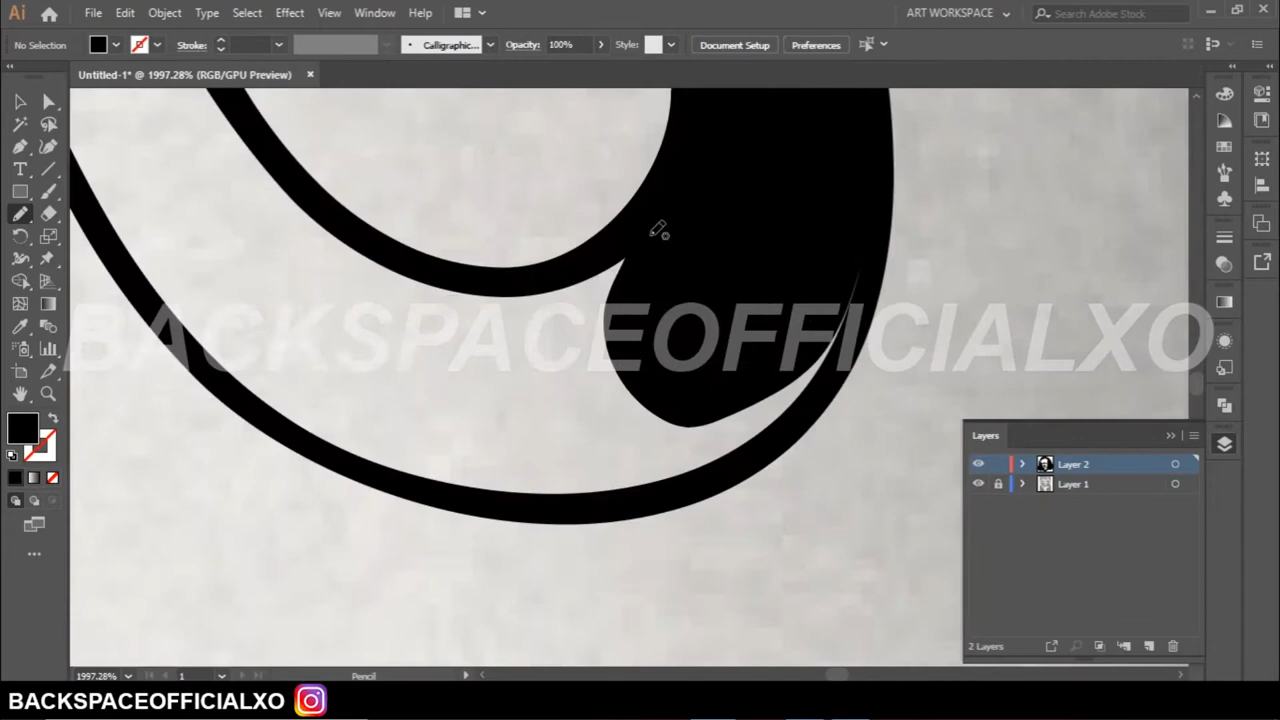 Ai File Edit Object Type Select Effect View Window Help ART WORKSPACE Search Adobe Stock
No Selection Stroke: Calligraphic... Opacity: 100% Style: Document Setup Preferences
Untitled-1* @ 1997.28% (RGB/GPU Preview)
BACKSPACEOFFICIALXO
Layers
Layer 2
Layer 1
2 Layers
1997.28% 1 Pencil
BACKSPACEOFFICIALXO